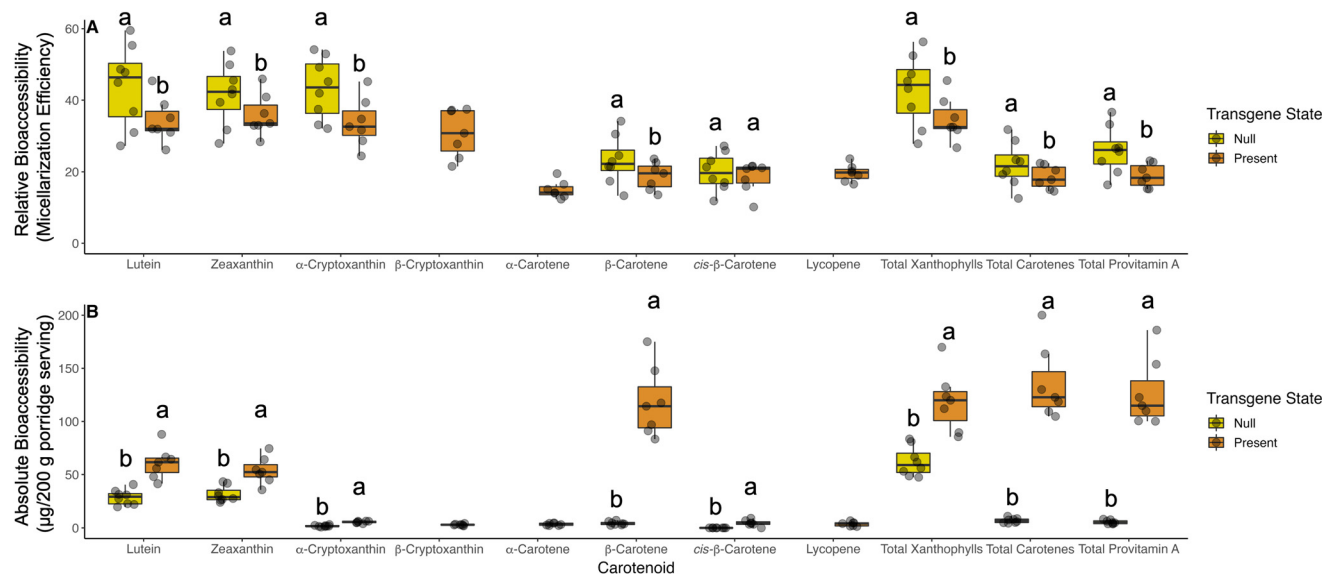 A
Relative Bioaccessibility
(Micellarization Efficiency)
60
40
20
0
a
b
a
b
a
b
a
b
a
a
a
b
a
b
a
b
Lutein
Zeaxanthin
α-Cryptoxanthin
β-Cryptoxanthin
α-Carotene
β-Carotene
cis-β-Carotene
Lycopene
Total Xanthophylls
Total Carotenes
Total Provitamin A
Transgene State
Null
Present
B
Absolute Bioaccessibility
(μg/200 g porridge serving)
200
150
100
50
0
b
a
b
a
b
a
b
a
b
a
b
a
b
a
b
a
Lutein
Zeaxanthin
α-Cryptoxanthin
β-Cryptoxanthin
α-Carotene
β-Carotene
cis-β-Carotene
Lycopene
Total Xanthophylls
Total Carotenes
Total Provitamin A
Carotenoid
Transgene State
Null
Present